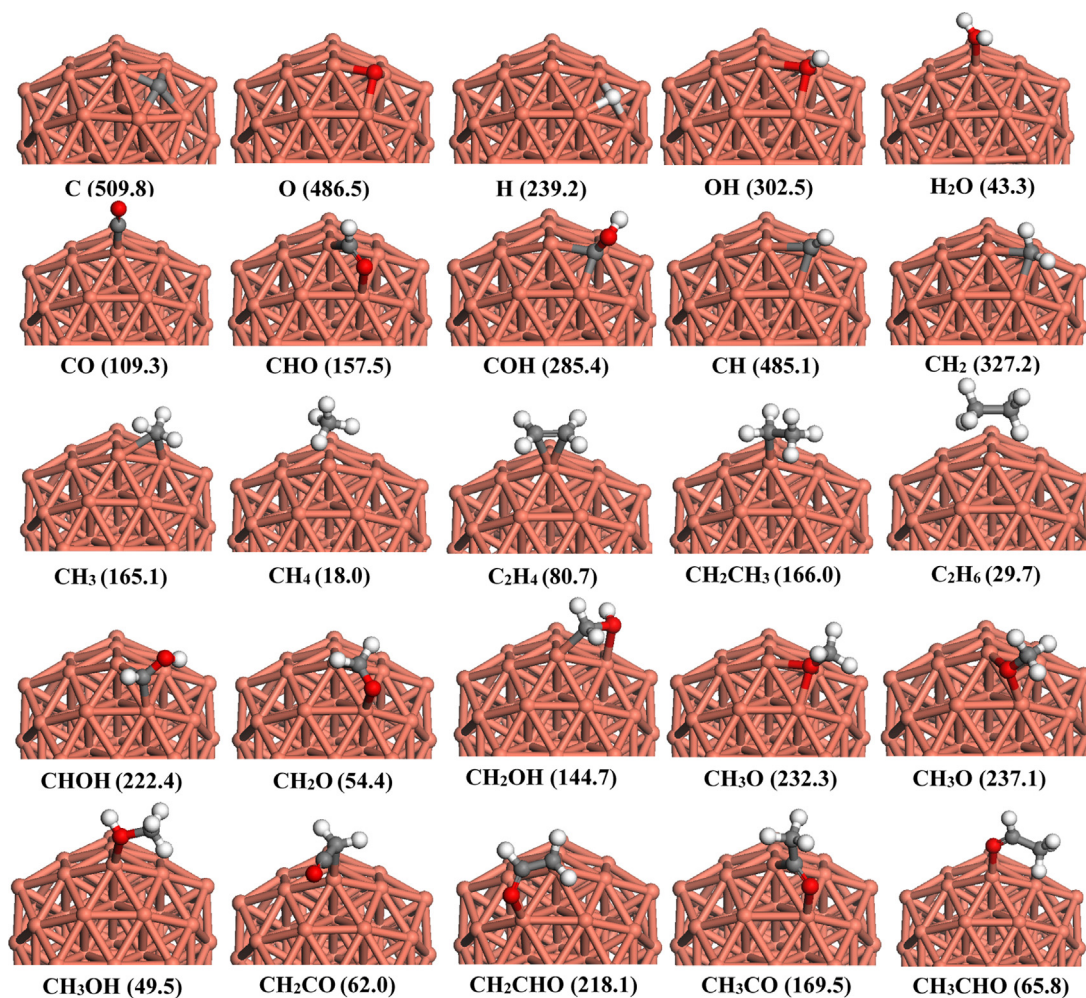 C (509.8) O (486.5) H (239.2) OH (302.5) H₂O (43.3)
CO (109.3) CHO (157.5) COH (285.4) CH (485.1) CH₂ (327.2)
CH₃ (165.1) CH₄ (18.0) C₂H₄ (80.7) CH₂CH₃ (166.0) C₂H₆ (29.7)
CHOH (222.4) CH₂O (54.4) CH₂OH (144.7) CH₃O (232.3) CH₃O (237.1)
CH₃OH (49.5) CH₂CO (62.0) CH₂CHO (218.1) CH₃CO (169.5) CH₃CHO (65.8)